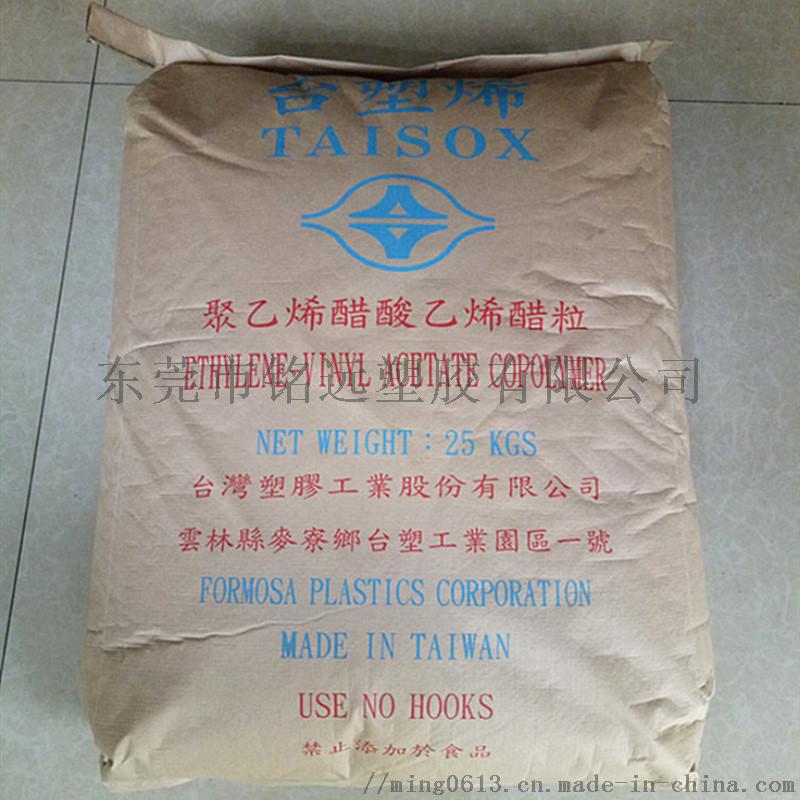 台塑烯
TAISOX
聚乙烯醋酸乙烯醋粒
ETHYLENE-VINYL ACETATE COPOLYMER
东莞市铭远塑胶有限公司
NET WEIGHT：25 KGS
台灣塑膠工業股份有限公司
雲林縣麥寮鄉台塑工業園區一號
FORMOSA PLASTICS CORPORATION
MADE IN TAIWAN
USE NO HOOKS
禁止添加於食品
//ming0613.cn.made-in-china.com/